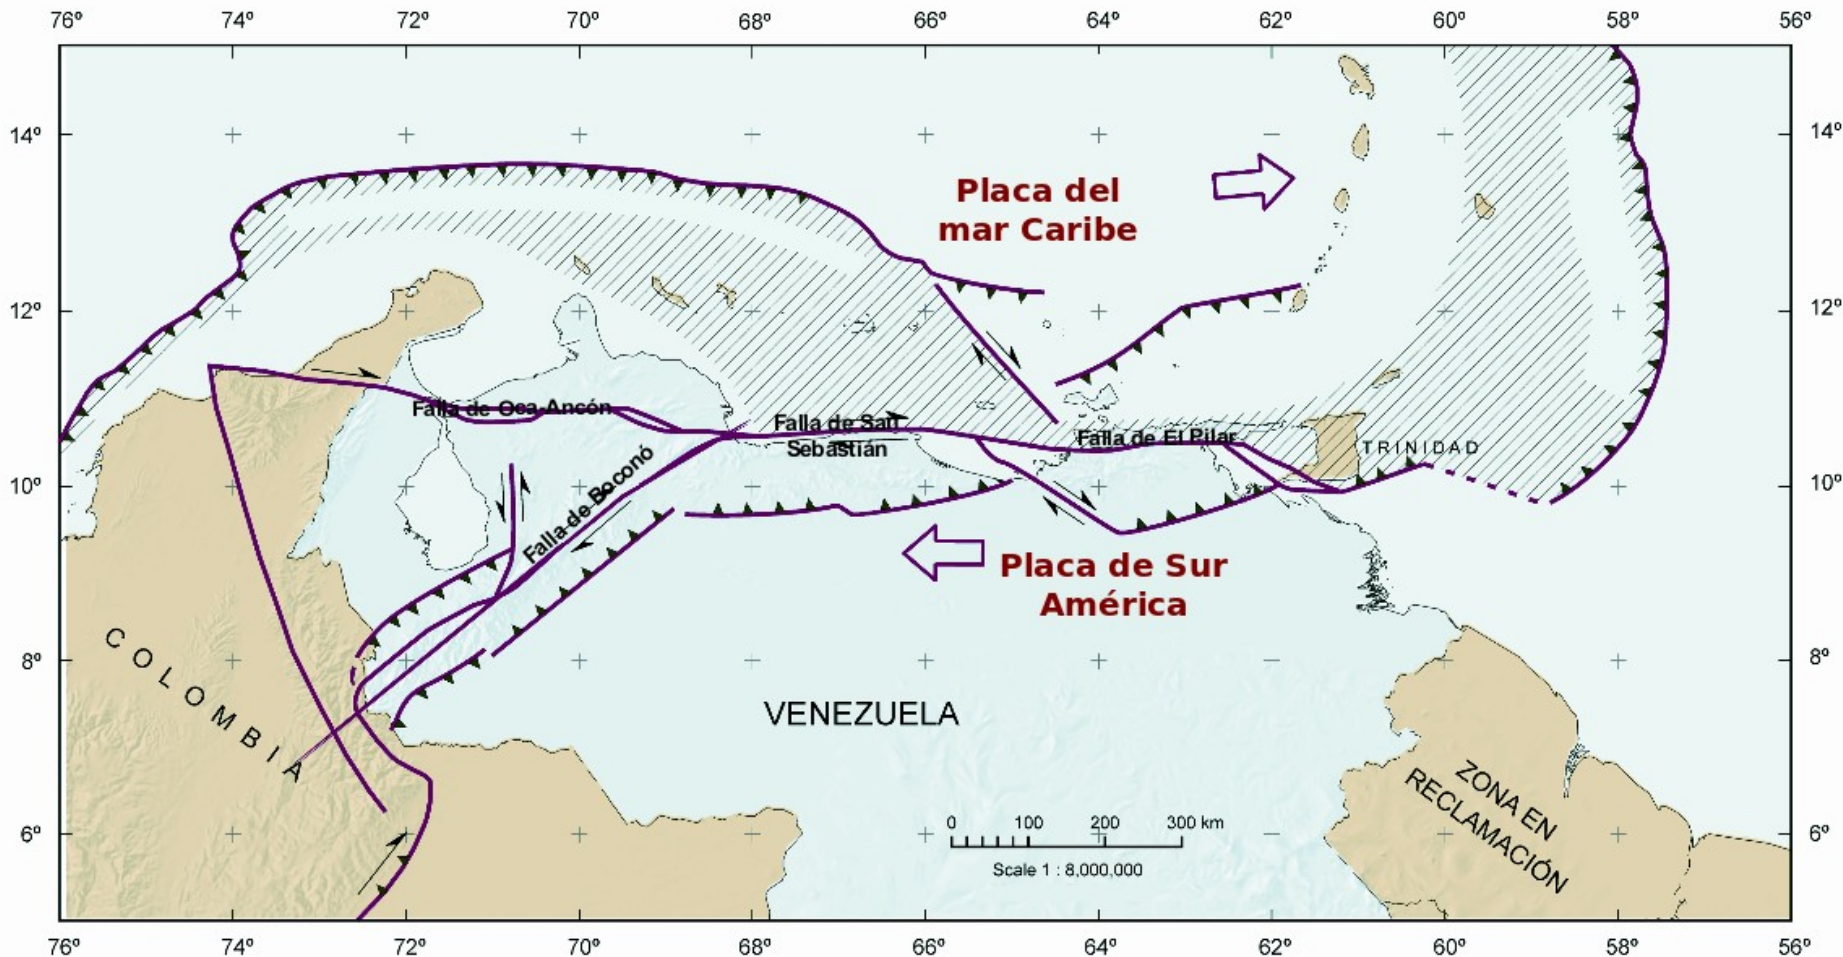 76º 74º 72º 70º 68º 66º 64º 62º 60º 58º 56º
14º 14º
Placa del
mar Caribe
12º 12º
Falla de Oca-Ancón
Falla de San
Sebastián
Falla de El Pilar
TRINIDAD
Falla de Boconó
10º 10º
Placa de Sur
América
COLOMBIA
8º 8º
VENEZUELA
ZONA EN
RECLAMACIÓN
0 100 200 300 km
Scale 1 : 8,000,000
6º 6º
76º 74º 72º 70º 68º 66º 64º 62º 60º 58º 56º